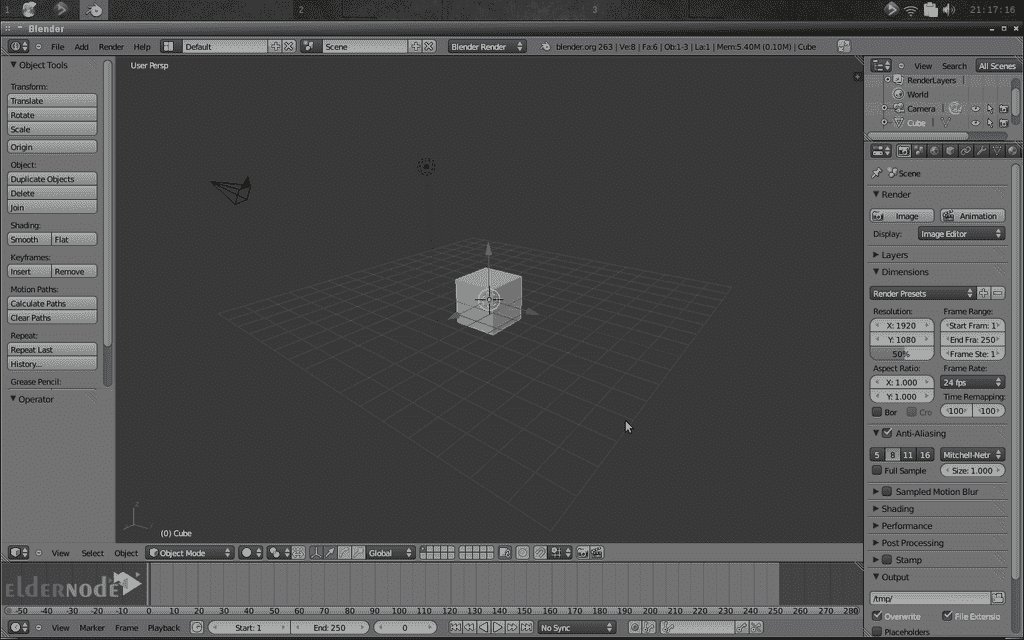 1 2 3 21:17:16
Blender
File Add Render Help Default Scene Blender Render blender.org 263 | Ve:8 | Fa:6 | Ob:1-3 | La:1 | Mem:5.40M (0.10M) | Cube
Object Tools
Transform:
Translate
Rotate
Scale
Origin
Object:
Duplicate Objects
Delete
Join
Shading:
Smooth Flat
Keyframes:
Insert Remove
Motion Paths:
Calculate Paths
Clear Paths
Repeat:
Repeat Last
History...
Grease Pencil:
Operator
User Persp
(0) Cube
View Search All Scenes
RenderLayers
World
Camera
Cube
Scene
Render
Image Animation
Display: Image Editor
Layers
Dimensions
Render Presets
Resolution: Frame Range:
X: 1920 Start Fram: 1
Y: 1080 End Fra: 250
50% Frame Ste: 1
Aspect Ratio: Frame Rate:
X: 1.000 24 fps
Y: 1.000 Time Remapping:
Bor Cro 100 100
Anti-Aliasing
5 8 11 16 Mitchell-Netr
Full Sample Size: 1.000
Sampled Motion Blur
Shading
Performance
Post Processing
Stamp
Output
/tmp/
Overwrite File Extensio
Placeholders
View Select Object Object Mode Global
ELDERNODE
-50 -40 -30 -20 -10 0 10 20 30 40 50 60 70 80 90 100 110 120 130 140 150 160 170 180 190 200 210 220 230 240 250 260 270 280
View Marker Frame Playback Start: 1 End: 250 0 No Sync